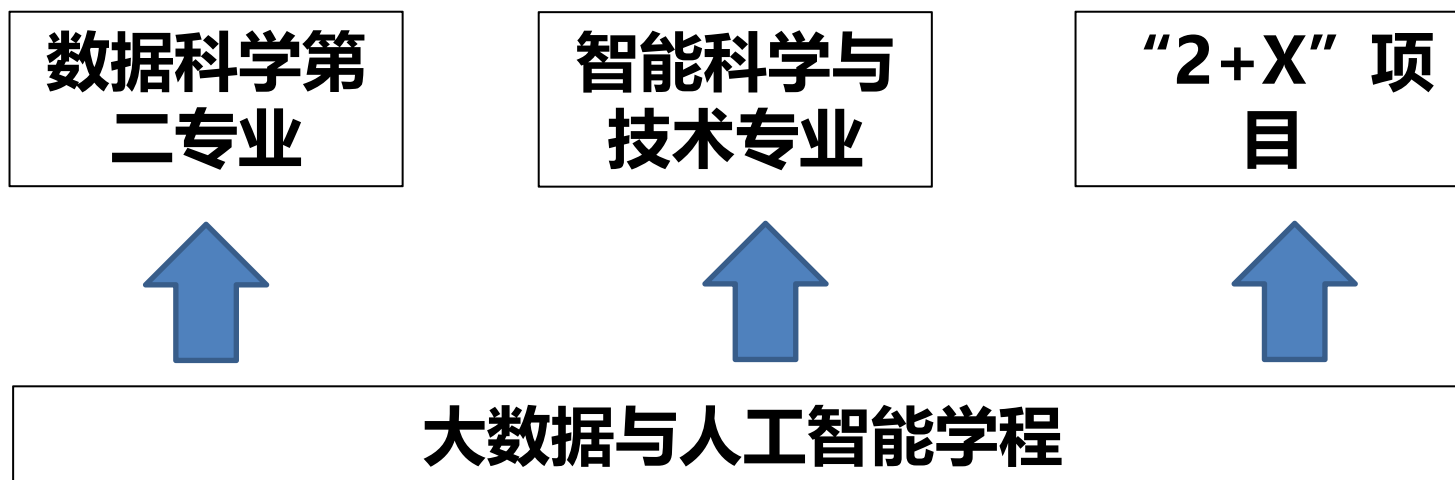 数据科学第
二专业
智能科学与
技术专业
“2+X”项
目
大数据与人工智能学程